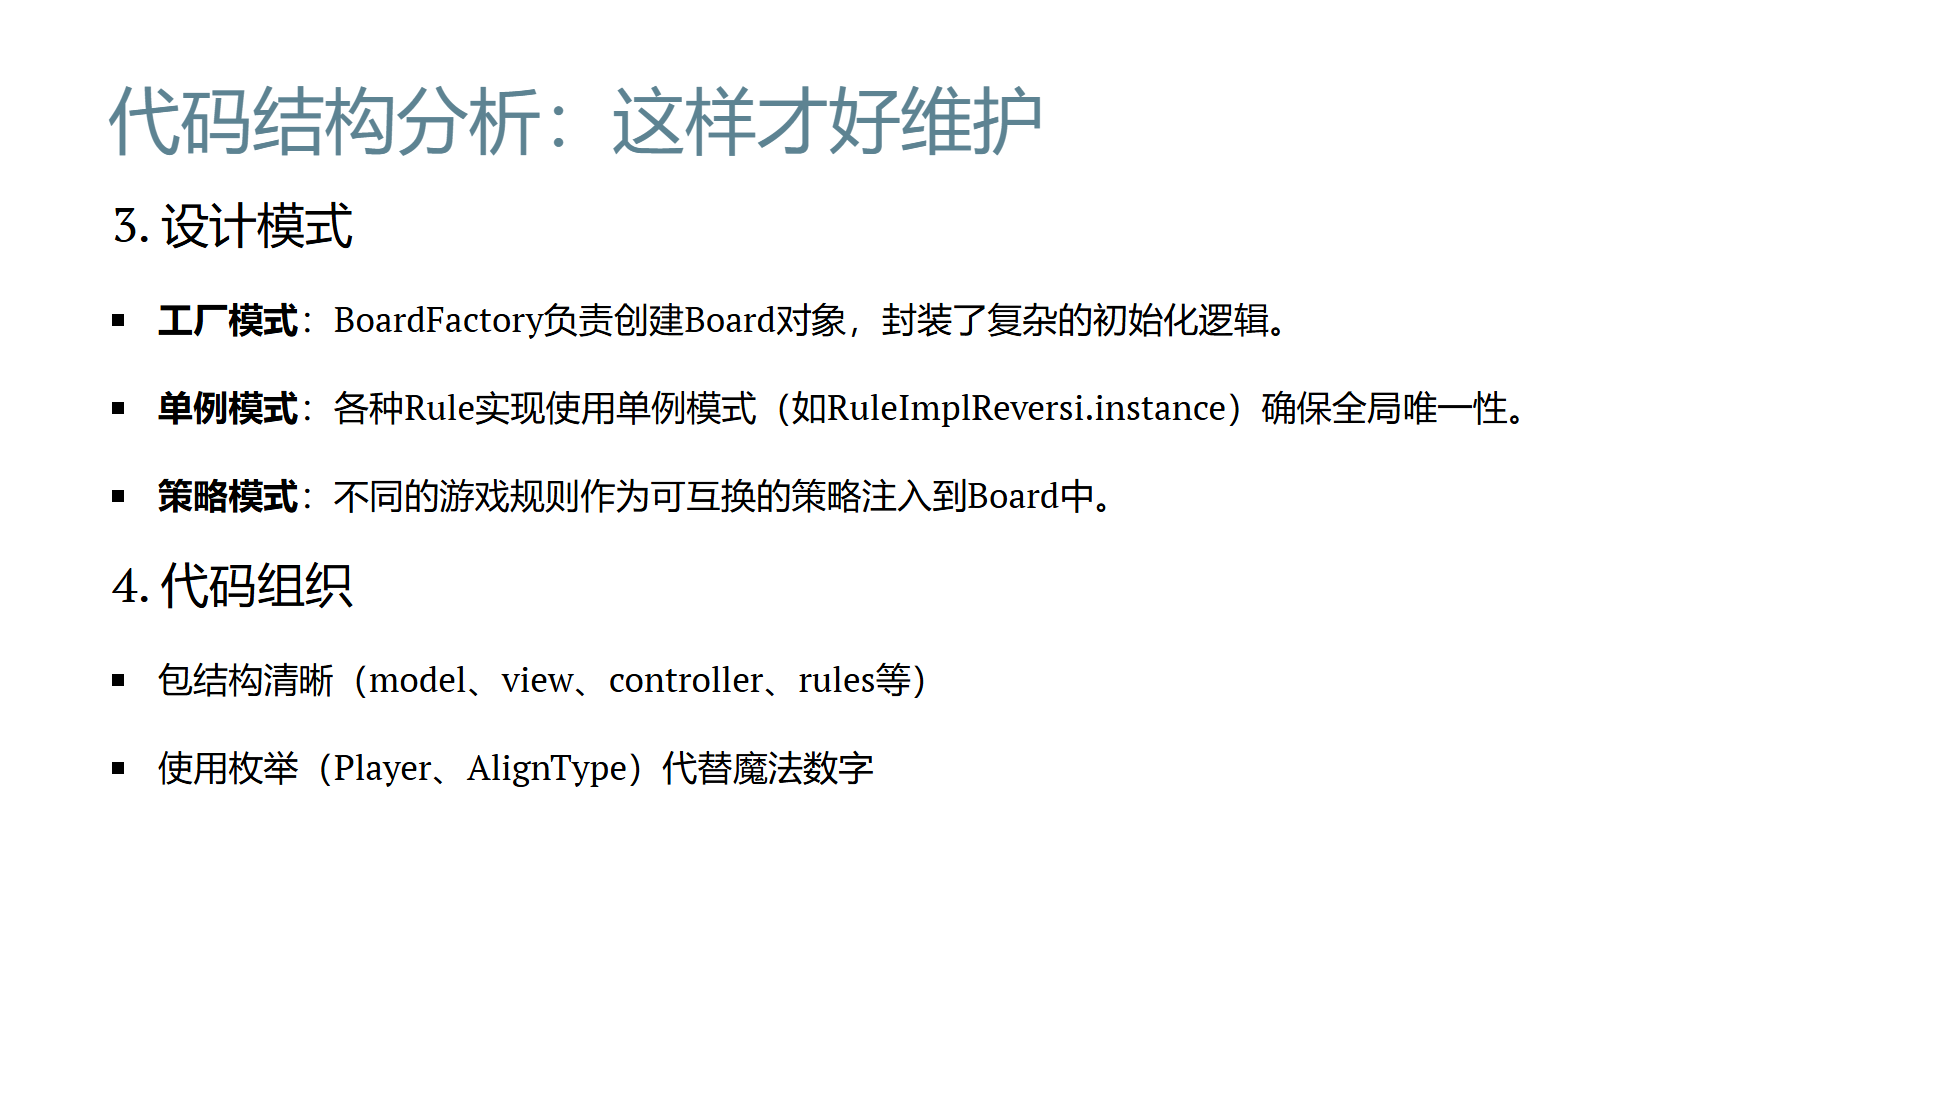 代码结构分析：这样才好维护
3. 设计模式
▪ 工厂模式：BoardFactory负责创建Board对象，封装了复杂的初始化逻辑。
▪ 单例模式：各种Rule实现使用单例模式（如RuleImplReversi.instance）确保全局唯一性。
▪ 策略模式：不同的游戏规则作为可互换的策略注入到Board中。
4. 代码组织
▪ 包结构清晰（model、view、controller、rules等）
▪ 使用枚举（Player、AlignType）代替魔法数字